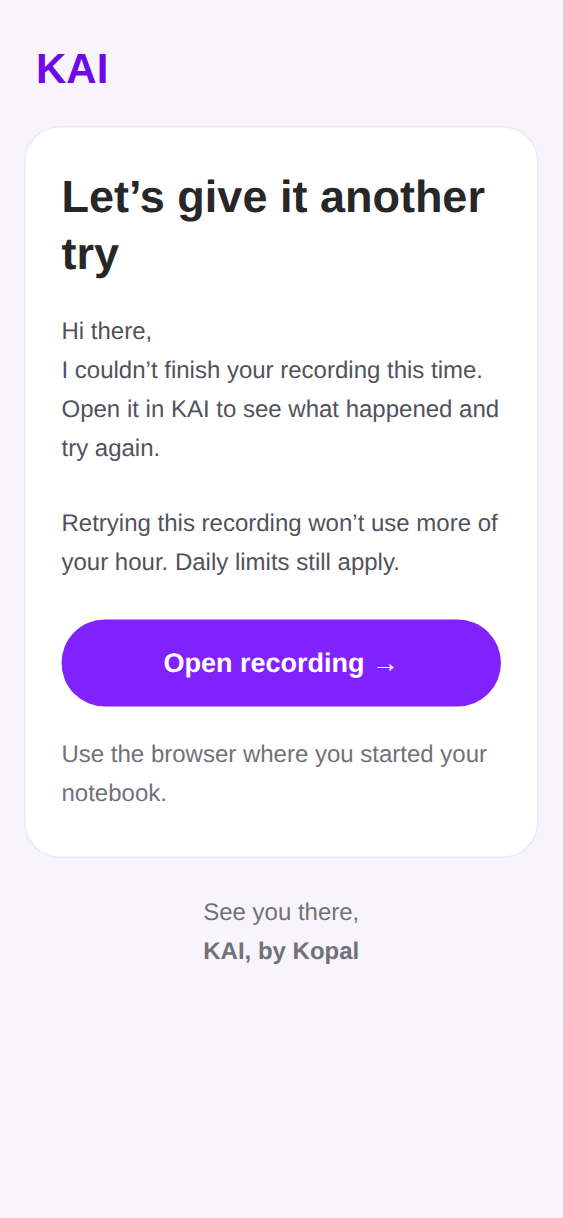 KAI
Let’s give it another
try
Hi there,
I couldn’t finish your recording this time.
Open it in KAI to see what happened and
try again.
Retrying this recording won’t use more of
your hour. Daily limits still apply.
Open recording →
Use the browser where you started your
notebook.
See you there,
KAI, by Kopal